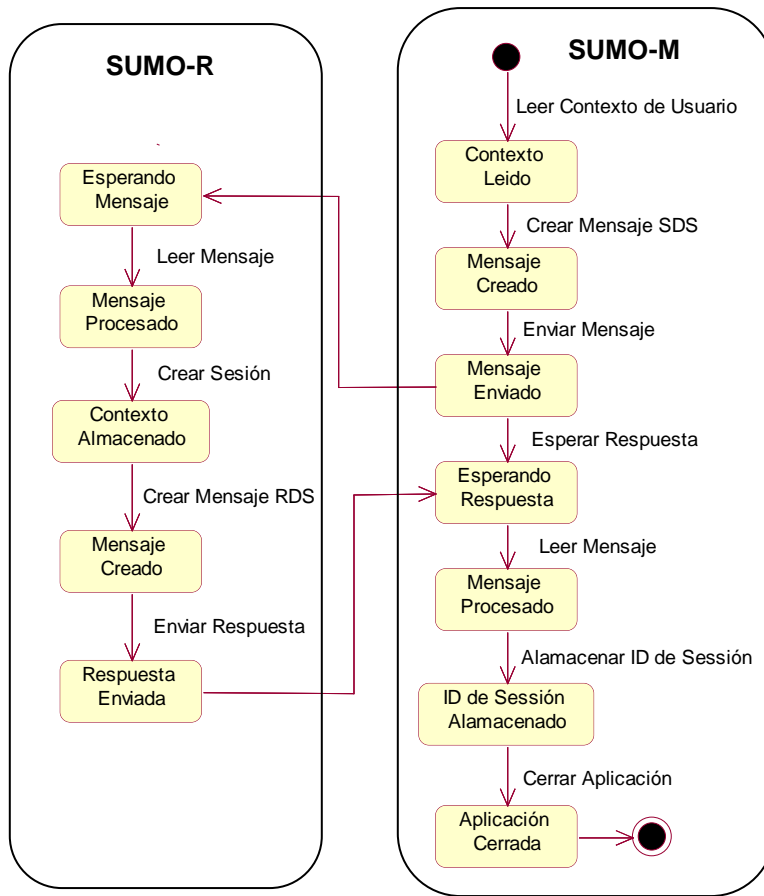 SUMO-R
Esperando
Mensaje
Leer Mensaje
Mensaje
Procesado
Crear Sesión
Contexto
Almacenado
Crear Mensaje RDS
Mensaje
Creado
Enviar Respuesta
Respuesta
Enviada
SUMO-M
Leer Contexto de Usuario
Contexto
Leido
Crear Mensaje SDS
Mensaje
Creado
Enviar Mensaje
Mensaje
Enviado
Esperar Respuesta
Esperando
Respuesta
Leer Mensaje
Mensaje
Procesado
Alamacenar ID de Sessión
ID de Sessión
Alamacenado
Cerrar Aplicación
Aplicación
Cerrada